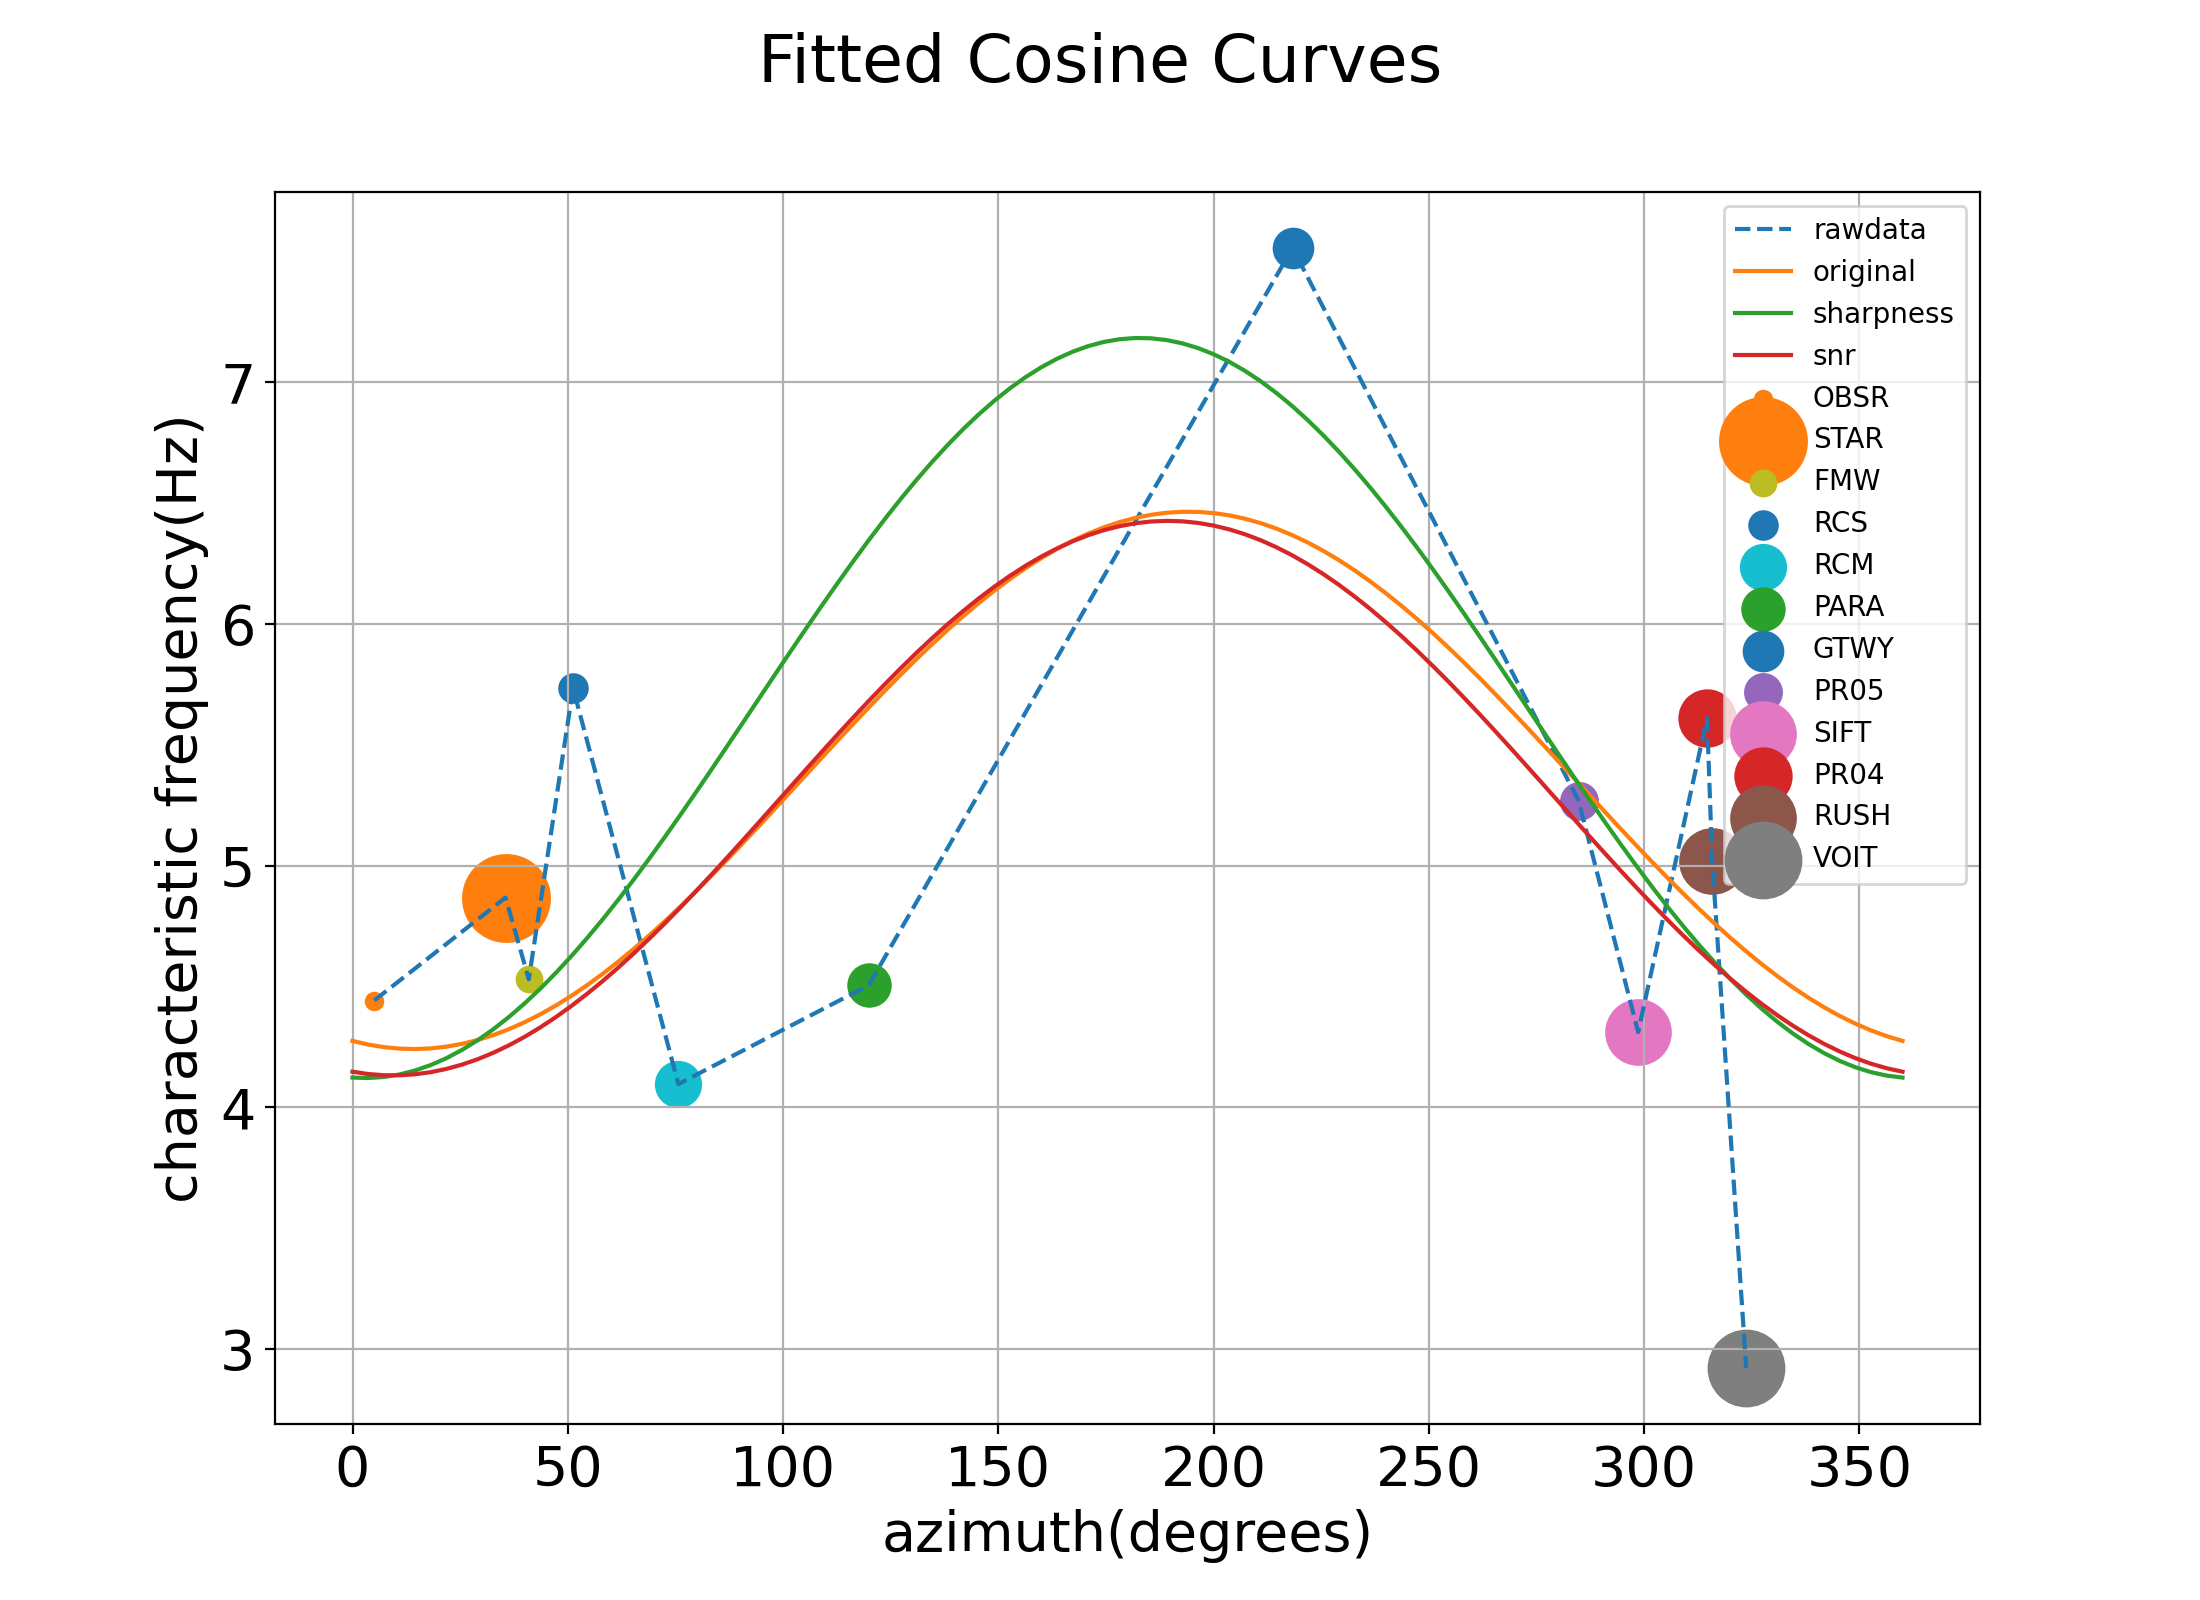 Fitted Cosine Curves
rawdata
original
sharpness
snr
OBSR
STAR
FMW
RCS
RCM
PARA
GTWY
PR05
SIFT
PR04
RUSH
VOIT
characteristic frequency(Hz)
7
6
5
4
3
0 50 100 150 200 250 300 350
azimuth(degrees)